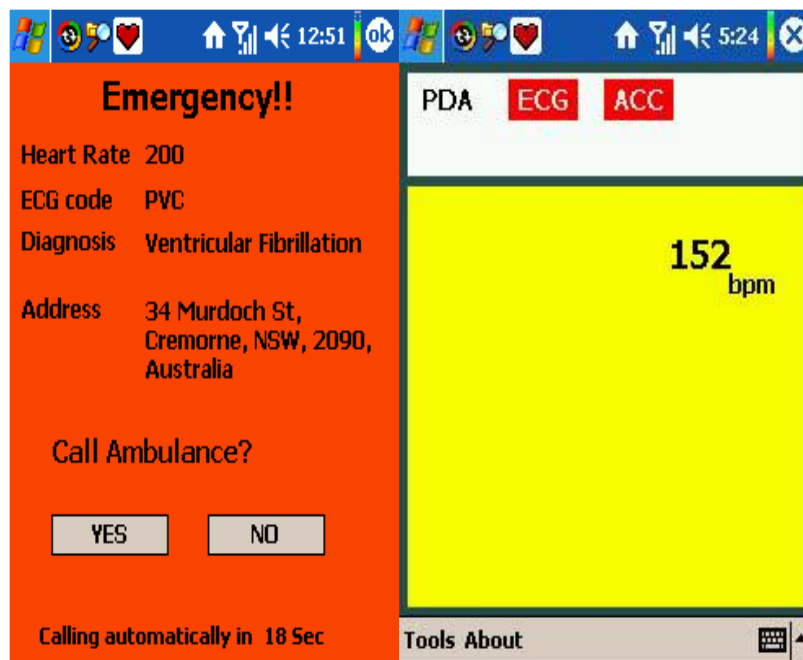 12:51 ok
Emergency!!
Heart Rate 200
ECG code PVC
Diagnosis Ventricular Fibrillation
Address 34 Murdoch St,
Cremorne, NSW, 2090,
Australia
Call Ambulance?
YES NO
Calling automatically in 18 Sec
5:24
PDA ECG ACC
152
bpm
Tools About